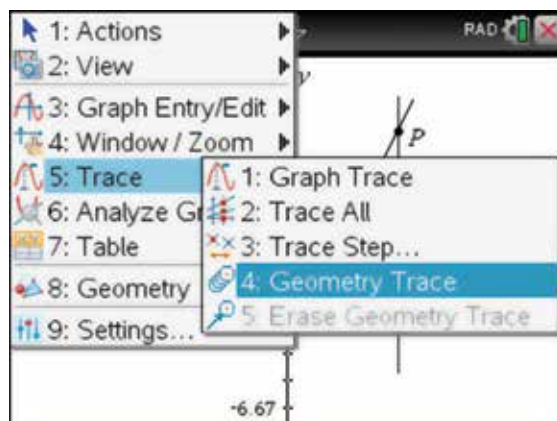 1: Actions
2: View
3: Graph Entry/Edit
4: Window / Zoom
5: Trace
6: Analyze Gr
7: Table
8: Geometry
9: Settings...
1: Graph Trace
2: Trace All
3: Trace Step...
4: Geometry Trace
5: Erase Geometry Trace
RAD
y
P
-6.67